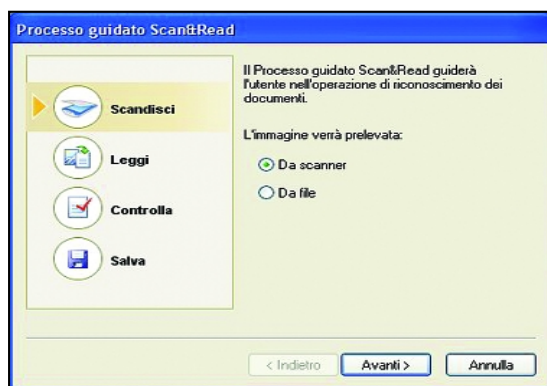 Processo guidato Scan&Read
Scandisci
Leggi
Controlla
Salva
Il Processo guidato Scan&Read guiderà
l'utente nell'operazione di riconoscimento dei
documenti.
L'immagine verrà prelevata:
Da scanner
Da file
< Indietro
Avanti >
Annulla